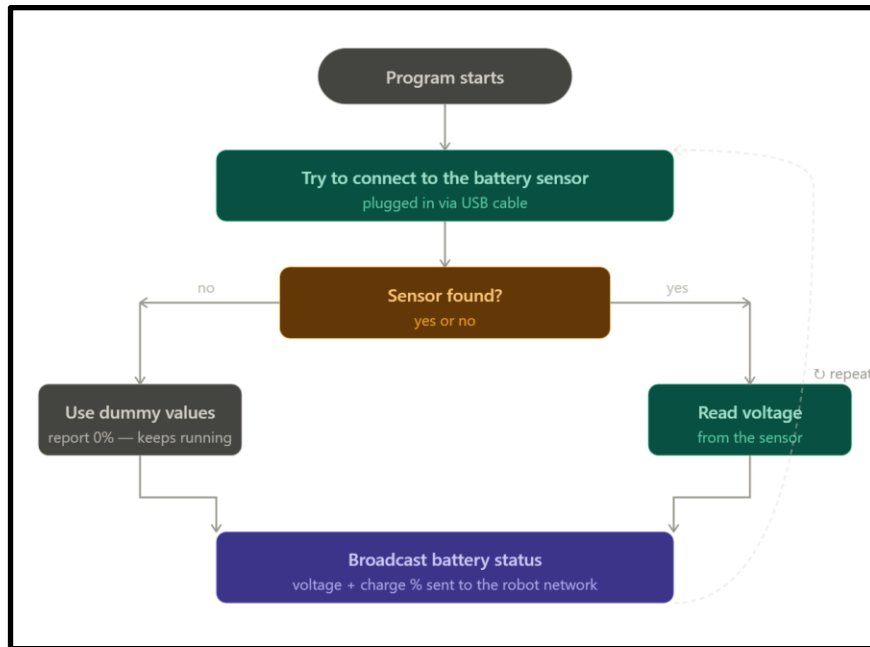 Program starts
Try to connect to the battery sensor
plugged in via USB cable
Sensor found?
yes or no
no
yes
↻ repeat
Use dummy values
report 0% — keeps running
Read voltage
from the sensor
Broadcast battery status
voltage + charge % sent to the robot network